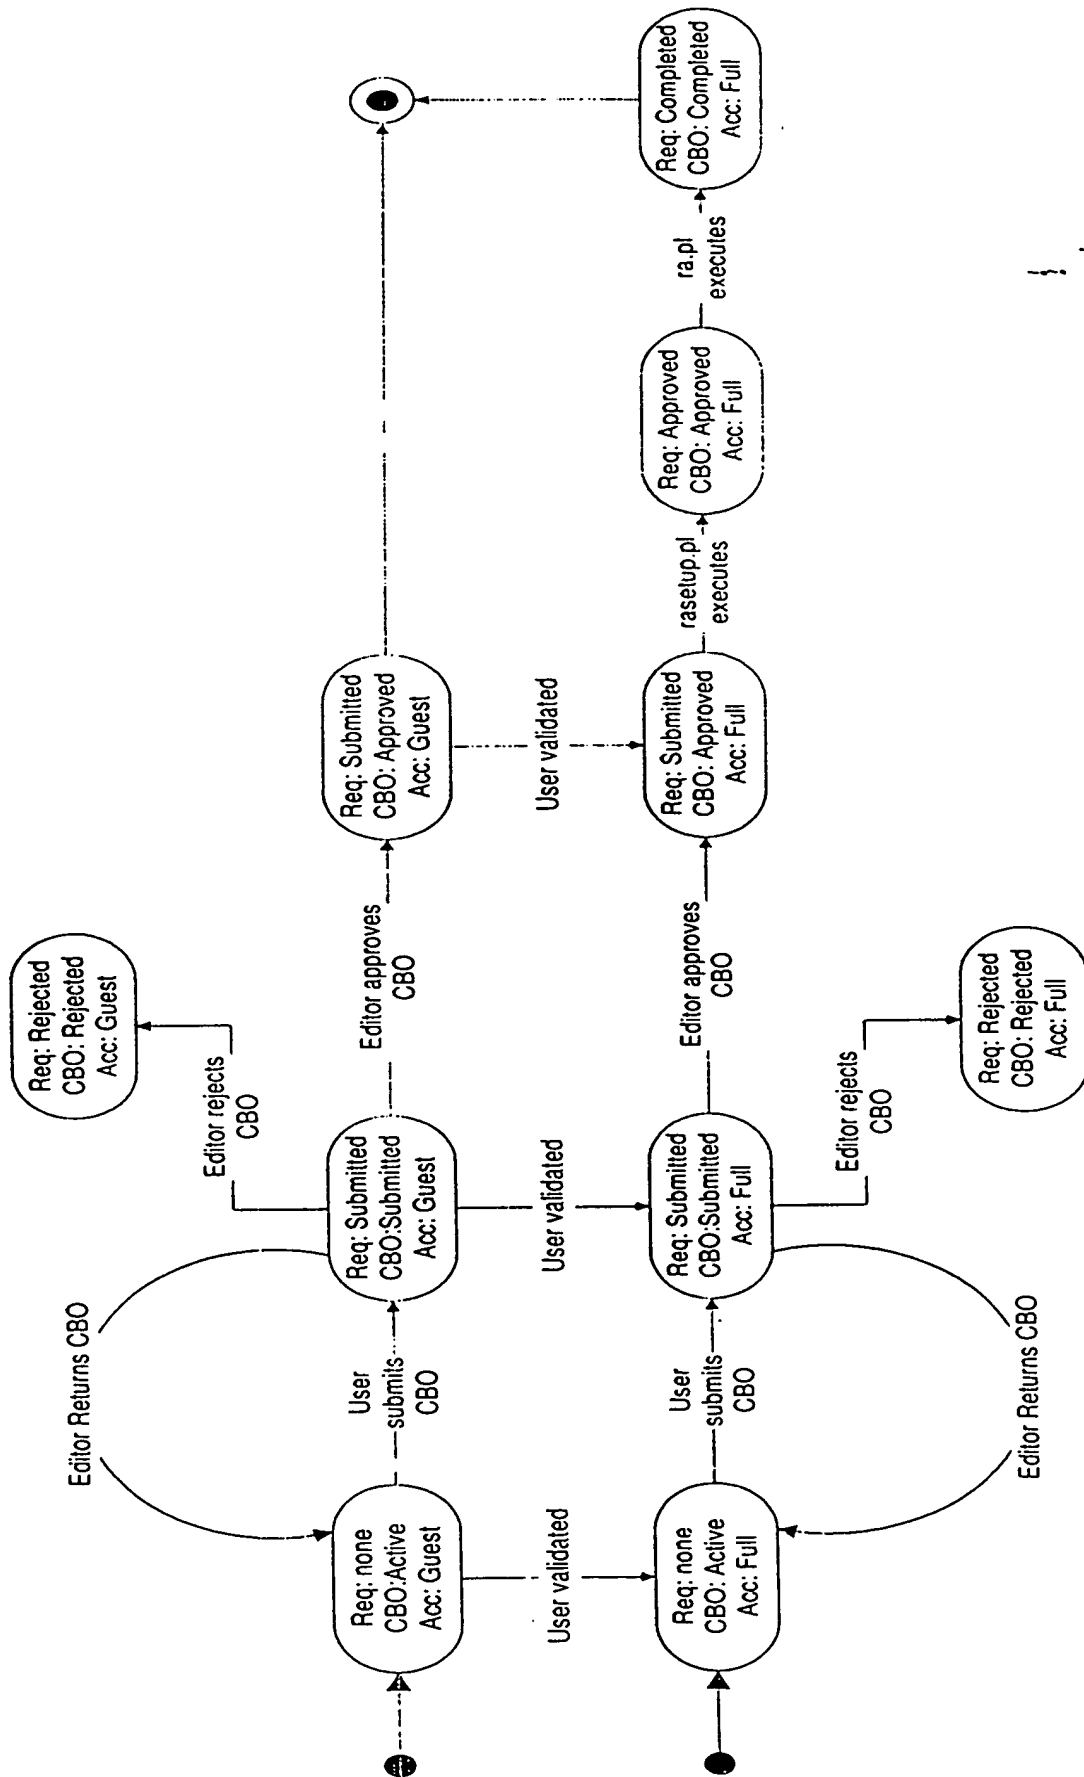 Req: Rejected
CBO: Rejected
Acc: Guest
Editor rejects
CBO
Editor Returns CBO
Req: none
CBO:Active
Acc: Guest
User
submits
CBO
Req: Submitted
CBO:Submitted
Acc: Guest
Editor approves
CBO
Req: Submitted
CBO: Approved
Acc: Guest
User validated
User validated
User validated
Req: none
CBO: Active
Acc: Full
User
submits
CBO
Req: Submitted
CBO:Submitted
Acc: Full
Editor approves
CBO
Req: Submitted
CBO: Approved
Acc: Full
rasetup.pl
executes
Req: Approved
CBO: Approved
Acc: Full
ra.pl
executes
Req: Completed
CBO: Completed
Acc: Full
Editor Returns CBO
Editor rejects
CBO
Req: Rejected
CBO: Rejected
Acc: Full